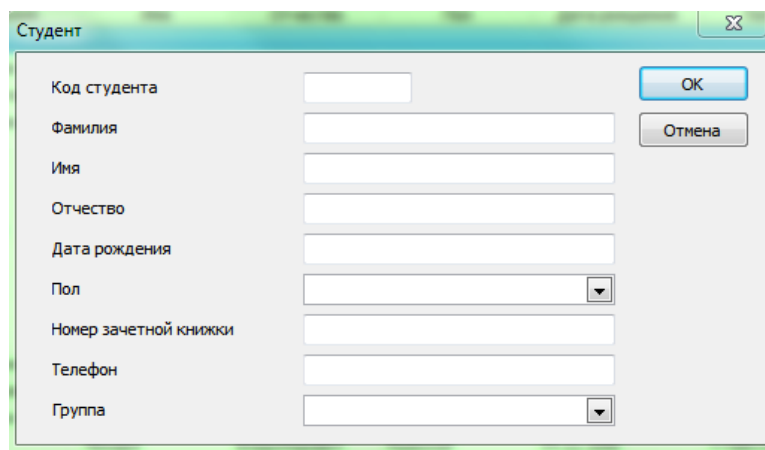 Студент
Код студента
OK
Фамилия
Отмена
Имя
Отчество
Дата рождения
Пол
Номер зачетной книжки
Телефон
Группа